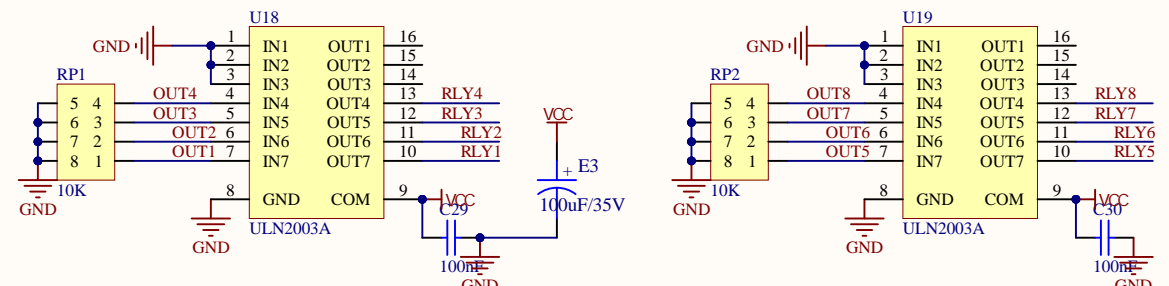 U18
GND 1 IN1 OUT1 16
2 IN2 OUT2 15
RP1 3 IN3 OUT3 14
5 4 OUT4 4 IN4 OUT4 13 RLY4
6 3 OUT3 5 IN5 OUT5 12 RLY3
7 2 OUT2 6 IN6 OUT6 11 RLY2
8 1 OUT1 7 IN7 OUT7 10 RLY1
10K
GND
8 GND COM 9 VCC
GND
ULN2003A
C29
100nF
GND
VCC
+ E3
100uF/35V
U19
GND 1 IN1 OUT1 16
2 IN2 OUT2 15
RP2 3 IN3 OUT3 14
5 4 OUT8 4 IN4 OUT4 13 RLY8
6 3 OUT7 5 IN5 OUT5 12 RLY7
7 2 OUT6 6 IN6 OUT6 11 RLY6
8 1 OUT5 7 IN7 OUT7 10 RLY5
10K
GND
8 GND COM 9 VCC
GND
ULN2003A
C30
100nF
GND